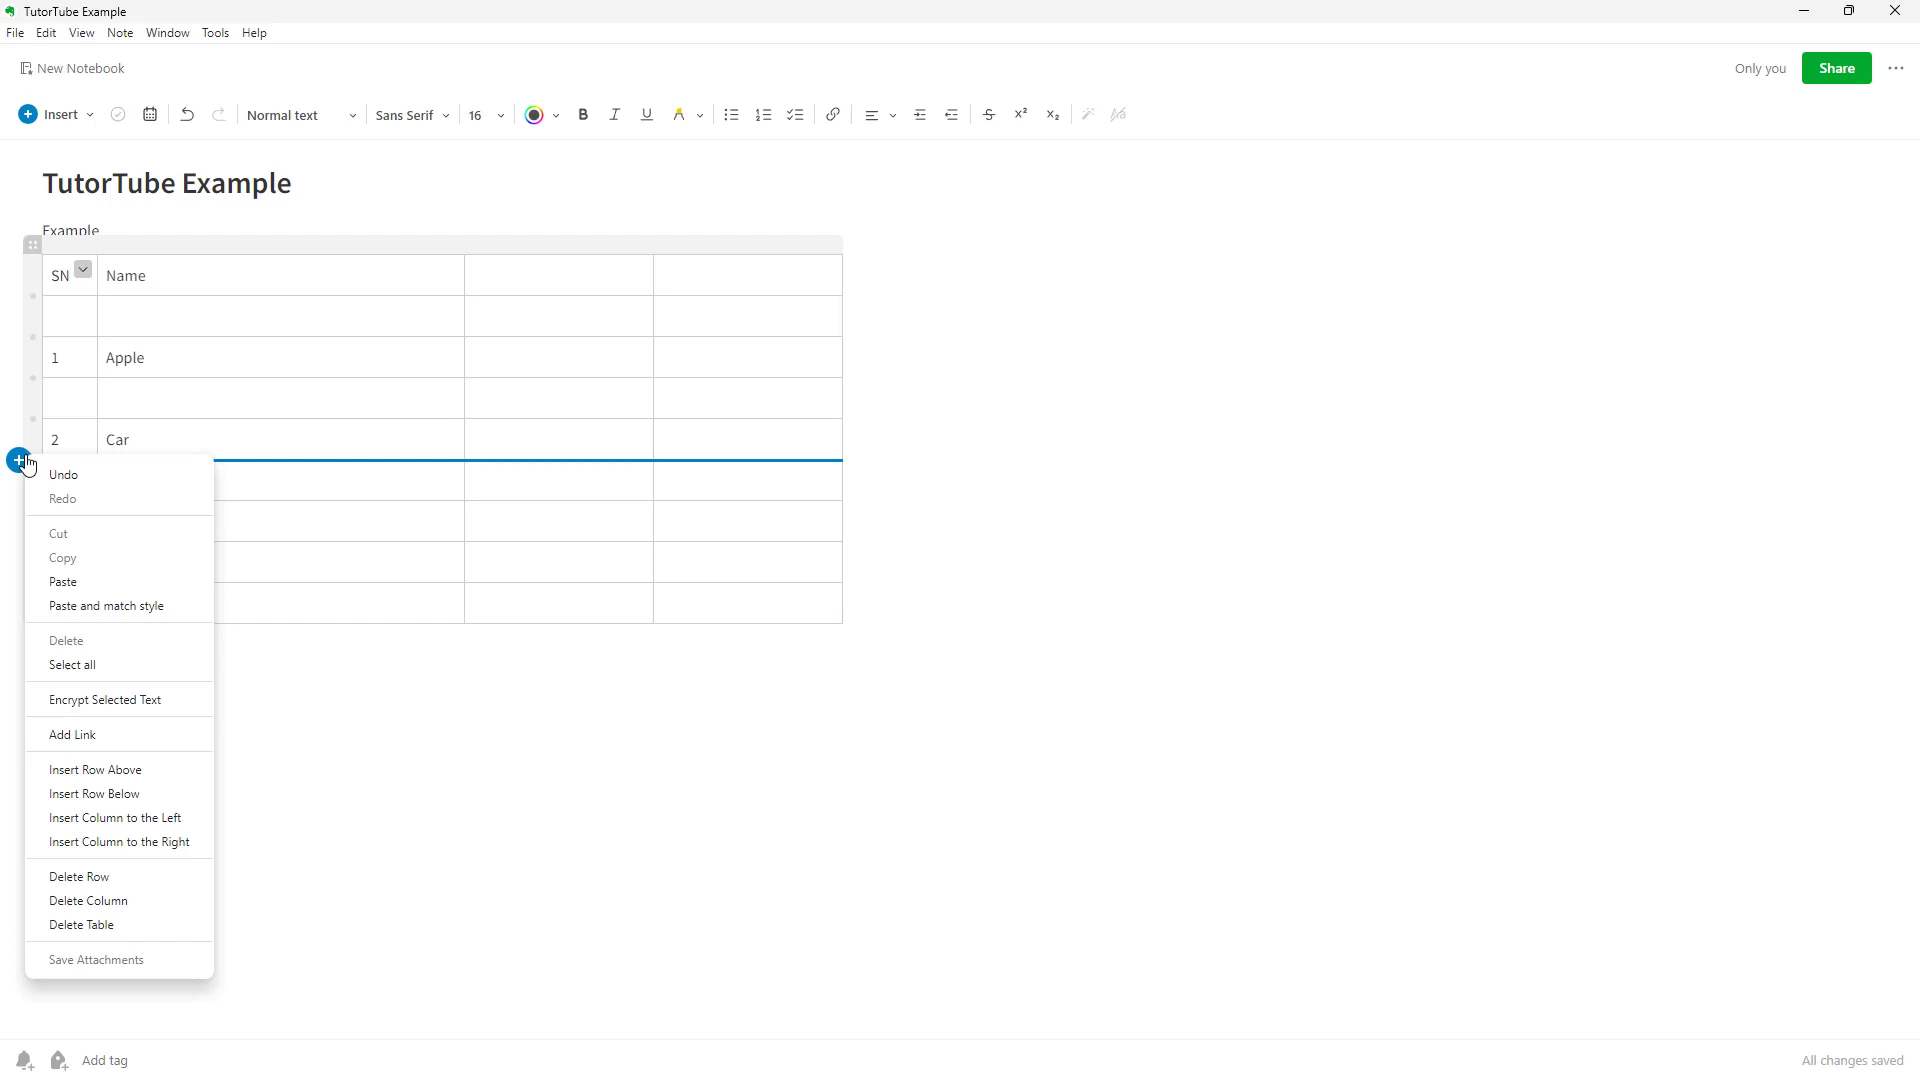 TutorTube Example
File Edit View Note Window Tools Help
New Notebook
Only you Share
Insert Normal text Sans Serif 16
TutorTube Example
Example
SN Name
1 Apple
2 Car
Undo
Redo
Cut
Copy
Paste
Paste and match style
Delete
Select all
Encrypt Selected Text
Add Link
Insert Row Above
Insert Row Below
Insert Column to the Left
Insert Column to the Right
Delete Row
Delete Column
Delete Table
Save Attachments
Add tag
All changes saved